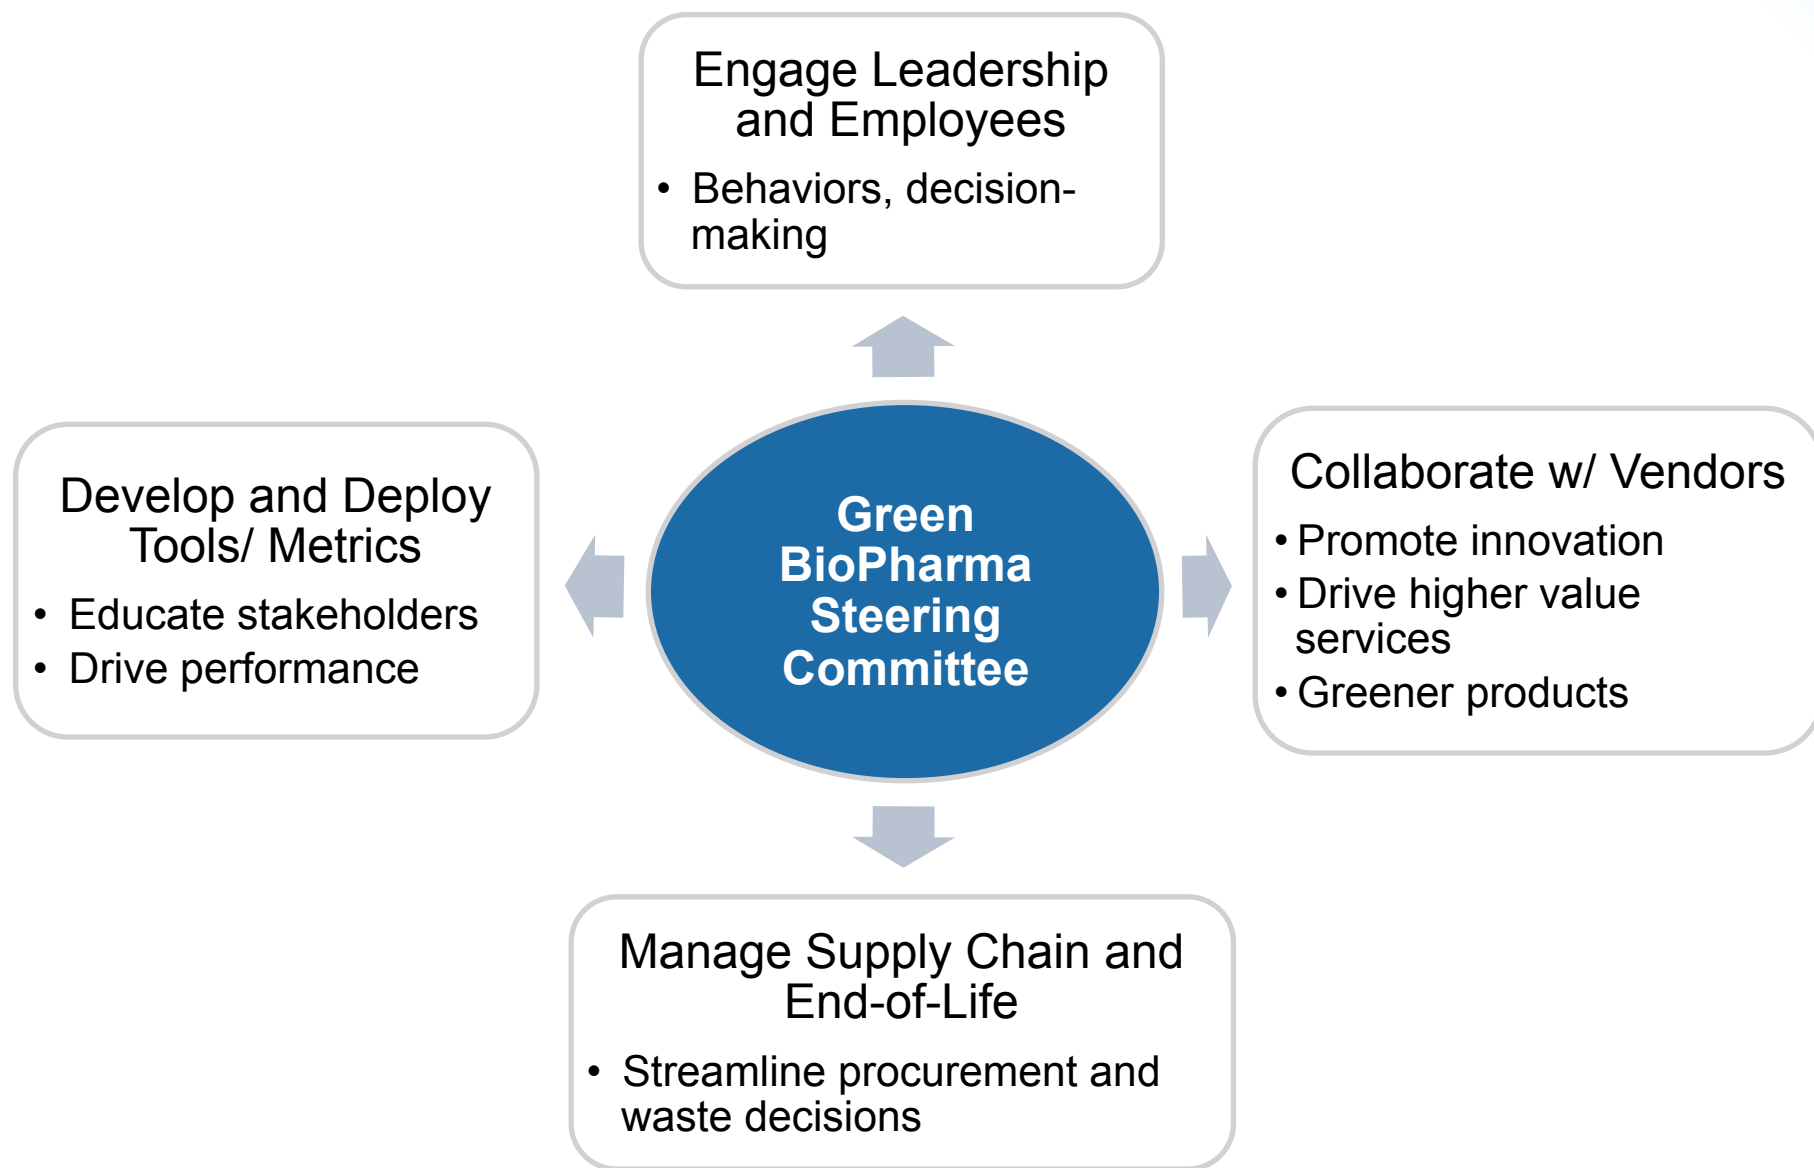 Engage Leadership
and Employees
• Behaviors, decision-
making
Develop and Deploy
Tools/ Metrics
• Educate stakeholders
• Drive performance
Green
BioPharma
Steering
Committee
Collaborate w/ Vendors
• Promote innovation
• Drive higher value
services
• Greener products
Manage Supply Chain and
End-of-Life
• Streamline procurement and
waste decisions